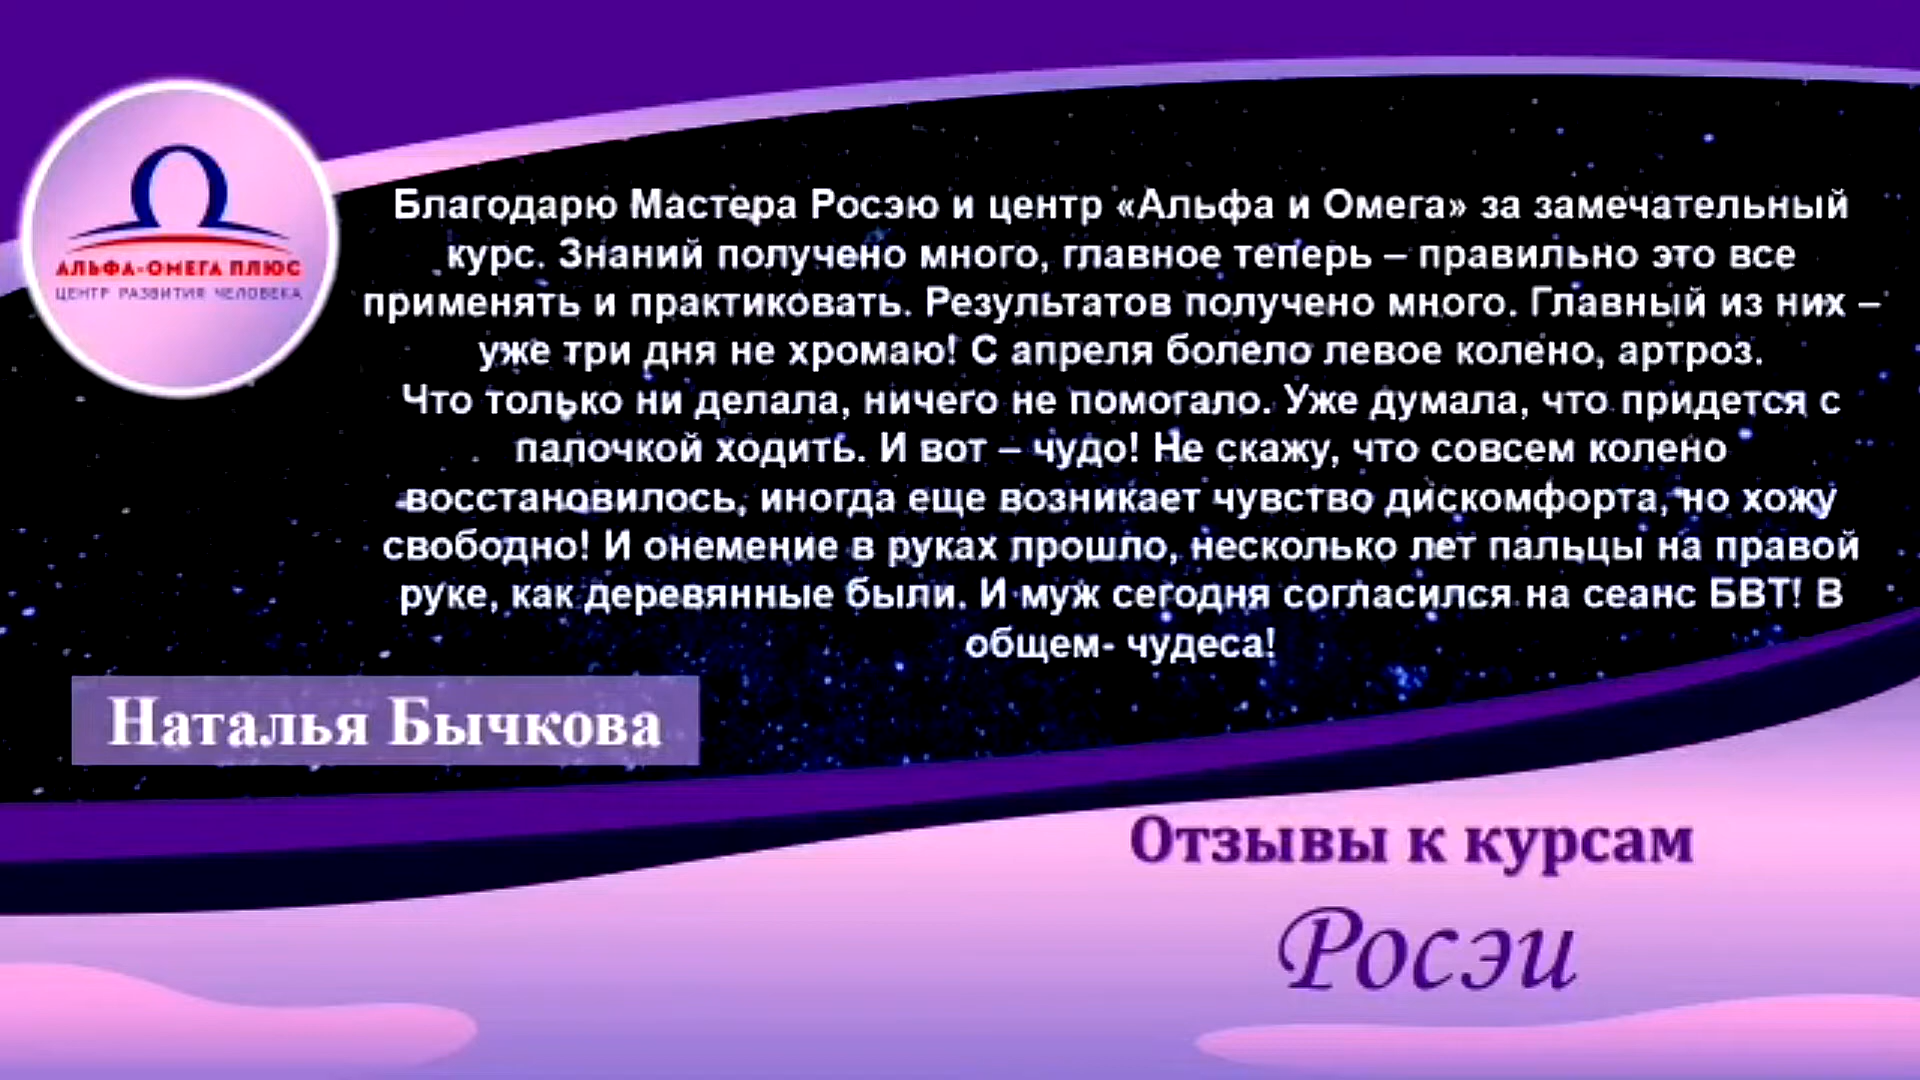 АЛЬФА-ОМЕГА ПЛЮС
ЦЕНТР РАЗВИТИЯ ЧЕЛОВЕКА
Благодарю Мастера Росэю и центр «Альфа и Омега» за замечательный
курс. Знаний получено много, главное теперь – правильно это все
применять и практиковать. Результатов получено много. Главный из них –
уже три дня не хромаю! С апреля болело левое колено, артроз.
Что только ни делала, ничего не помогало. Уже думала, что придется с
палочкой ходить. И вот – чудо! Не скажу, что совсем колено
восстановилось, иногда еще возникает чувство дискомфорта, но хожу
свободно! И онемение в руках прошло, несколько лет пальцы на правой
руке, как деревянные были. И муж сегодня согласился на сеанс БВТ! В
общем- чудеса!
Наталья Бычкова
Отзывы к курсам
Росэи